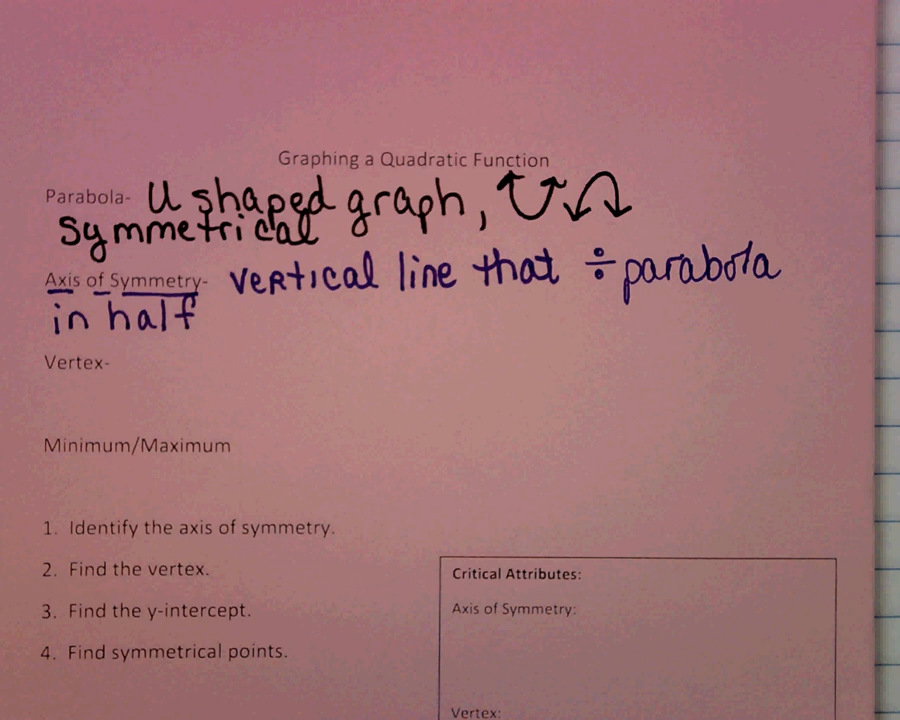 Graphing a Quadratic Function
Parabola- U shaped graph,
symmetrical
Axis of Symmetry- vertical line that ÷ parabola
in half
Vertex-
Minimum/Maximum
1. Identify the axis of symmetry.
2. Find the vertex.
3. Find the y-intercept.
4. Find symmetrical points.
Critical Attributes:
Axis of Symmetry:
Vertex: